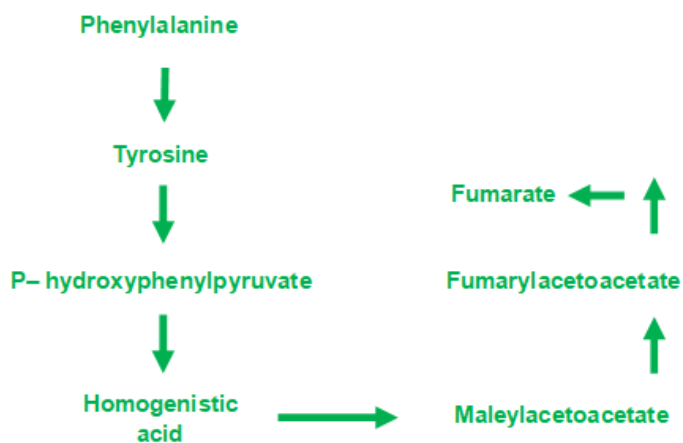 Phenylalanine
Tyrosine
P– hydroxyphenylpyruvate
Homogenistic
acid
Maleylacetoacetate
Fumarylacetoacetate
Fumarate